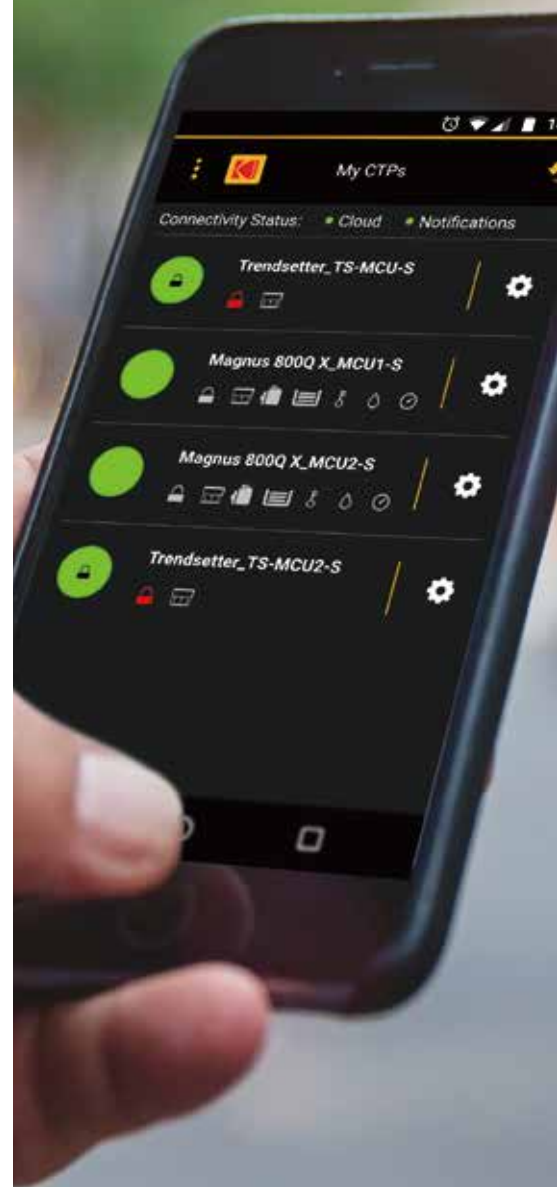 My CTPs
Connectivity Status: • Cloud • Notifications
Trendsetter_TS-MCU-S
Magnus 800Q X_MCU1-S
Magnus 800Q X_MCU2-S
Trendsetter_TS-MCU2-S